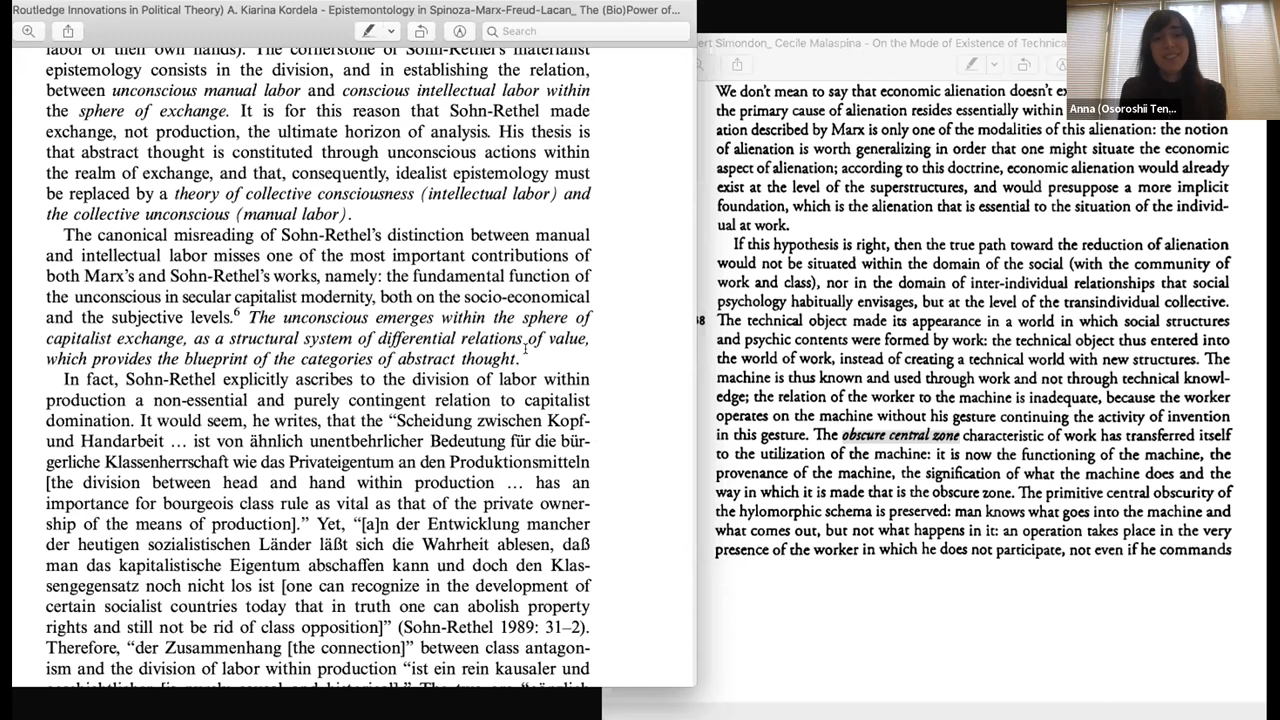 Routledge Innovations in Political Theory) A. Kiarina Kordela - Epistemontology in Spinoza-Marx-Freud-Lacan_ The (Bio)Power of...
Search
labor of their own hands). The cornerstone of Sohn-Rethel's materialist
epistemology consists in the division, and in establishing the relation,
between unconscious manual labor and conscious intellectual labor within
the sphere of exchange. It is for this reason that Sohn-Rethel made
exchange, not production, the ultimate horizon of analysis. His thesis is
that abstract thought is constituted through unconscious actions within
the realm of exchange, and that, consequently, idealist epistemology must
be replaced by a theory of collective consciousness (intellectual labor) and
the collective unconscious (manual labor).
The canonical misreading of Sohn-Rethel's distinction between manual
and intellectual labor misses one of the most important contributions of
both Marx's and Sohn-Rethel's works, namely: the fundamental function of
the unconscious in secular capitalist modernity, both on the socio-economical
and the subjective levels.6 The unconscious emerges within the sphere of
capitalist exchange, as a structural system of differential relations of value,
which provides the blueprint of the categories of abstract thought.
In fact, Sohn-Rethel explicitly ascribes to the division of labor within
production a non-essential and purely contingent relation to capitalist
domination. It would seem, he writes, that the "Scheidung zwischen Kopf-
und Handarbeit … ist von ähnlich unentbehrlicher Bedeutung für die bür-
gerliche Klassenherrschaft wie das Privateigentum an den Produktionsmitteln
[the division between head and hand within production … has an
importance for bourgeois class rule as vital as that of the private owner-
ship of the means of production]." Yet, "[a]n der Entwicklung mancher
der heutigen sozialistischen Länder läßt sich die Wahrheit ablesen, daß
man das kapitalistische Eigentum abschaffen kann und doch den Klas-
sengegensatz noch nicht los ist [one can recognize in the development of
certain socialist countries today that in truth one can abolish property
rights and still not be rid of class opposition]" (Sohn-Rethel 1989: 31–2).
Therefore, "der Zusammenhang [the connection]" between class antagon-
ism and the division of labor within production "ist ein rein kausaler und
ert Simondon_ Cecile Malaspina - On the Mode of Existence of Technica
Anna (Osoroshii Ten...
We don't mean to say that economic alienation doesn't ex
the primary cause of alienation resides essentially within
ation described by Marx is only one of the modalities of this alienation: the notion
of alienation is worth generalizing in order that one might situate the economic
aspect of alienation; according to this doctrine, economic alienation would already
exist at the level of the superstructures, and would presuppose a more implicit
foundation, which is the alienation that is essential to the situation of the individ-
ual at work.
If this hypothesis is right, then the true path toward the reduction of alienation
would not be situated within the domain of the social (with the community of
work and class), nor in the domain of inter-individual relationships that social
psychology habitually envisages, but at the level of the transindividual collective.
The technical object made its appearance in a world in which social structures
and psychic contents were formed by work: the technical object thus entered into
the world of work, instead of creating a technical world with new structures. The
machine is thus known and used through work and not through technical knowl-
edge; the relation of the worker to the machine is inadequate, because the worker
operates on the machine without his gesture continuing the activity of invention
in this gesture. The obscure central zone characteristic of work has transferred itself
to the utilization of the machine: it is now the functioning of the machine, the
provenance of the machine, the signification of what the machine does and the
way in which it is made that is the obscure zone. The primitive central obscurity of
the hylomorphic schema is preserved: man knows what goes into the machine and
what comes out, but not what happens in it: an operation takes place in the very
presence of the worker in which he does not participate, not even if he commands